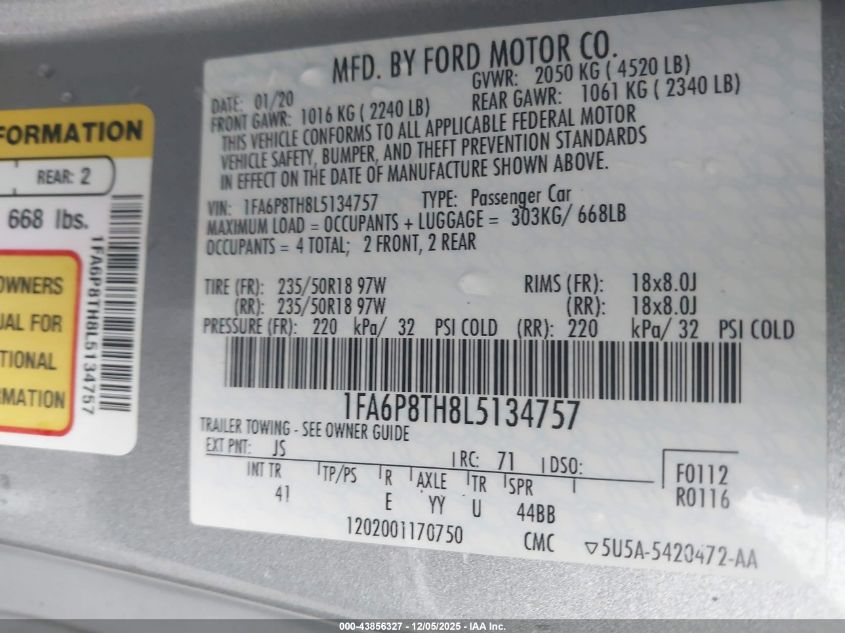 FORMATION
REAR: 2
668 lbs.
OWNERS
UAL FOR
TIONAL
RMATION
1FA6P8TH8L5134757
MFD. BY FORD MOTOR CO.
DATE: 01/20
GVWR: 2050 KG ( 4520 LB)
FRONT GAWR: 1016 KG ( 2240 LB)
REAR GAWR: 1061 KG ( 2340 LB)
THIS VEHICLE CONFORMS TO ALL APPLICABLE FEDERAL MOTOR
VEHICLE SAFETY, BUMPER, AND THEFT PREVENTION STANDARDS
IN EFFECT ON THE DATE OF MANUFACTURE SHOWN ABOVE.
VIN: 1FA6P8TH8L5134757 TYPE: Passenger Car
MAXIMUM LOAD = OCCUPANTS + LUGGAGE = 303KG/ 668LB
OCCUPANTS = 4 TOTAL; 2 FRONT, 2 REAR
TIRE (FR): 235/50R18 97W RIMS (FR): 18x8.0J
(RR): 235/50R18 97W (RR): 18x8.0J
PRESSURE (FR): 220 kPa/ 32 PSI COLD (RR): 220 kPa/ 32 PSI COLD
1FA6P8TH8L5134757
TRAILER TOWING - SEE OWNER GUIDE
EXT PNT: JS RC: 71 DSO:
INT TR TP/PS R AXLE TR SPR
41 E YY U 44BB
F0112
R0116
1202001170750 CMC ▽5U5A-5420472-AA
000-43856327 - 12/05/2025 - IAA Inc.